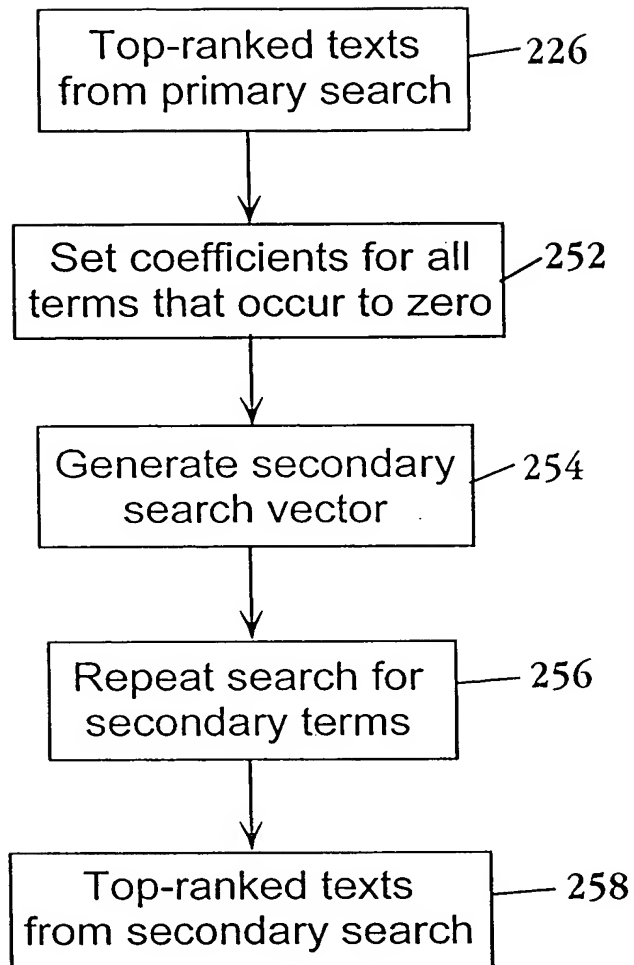 Top-ranked texts
from primary search
226
Set coefficients for all
terms that occur to zero
252
Generate secondary
search vector
254
Repeat search for
secondary terms
256
Top-ranked texts
from secondary search
258